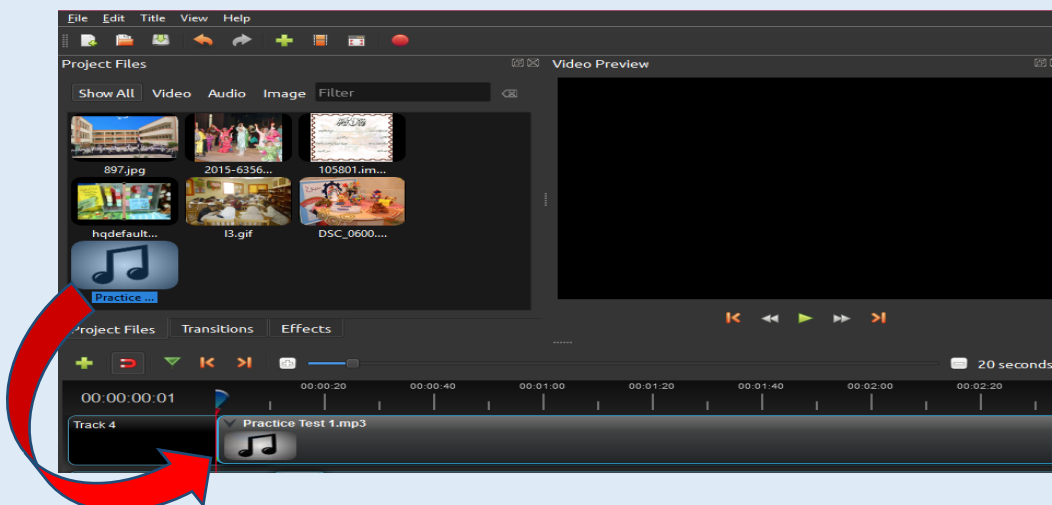 File Edit Title View Help
Project Files
Video Preview
Show All Video Audio Image Filter
897.jpg 2015-6356... 105801.im...
hqdefault... I3.gif DSC_0600....
Practice ...
Project Files Transitions Effects
20 seconds
00:00:20 00:00:40 00:01:00 00:01:20 00:01:40 00:02:00 00:02:20
00:00:00:01
Track 4
Practice Test 1.mp3